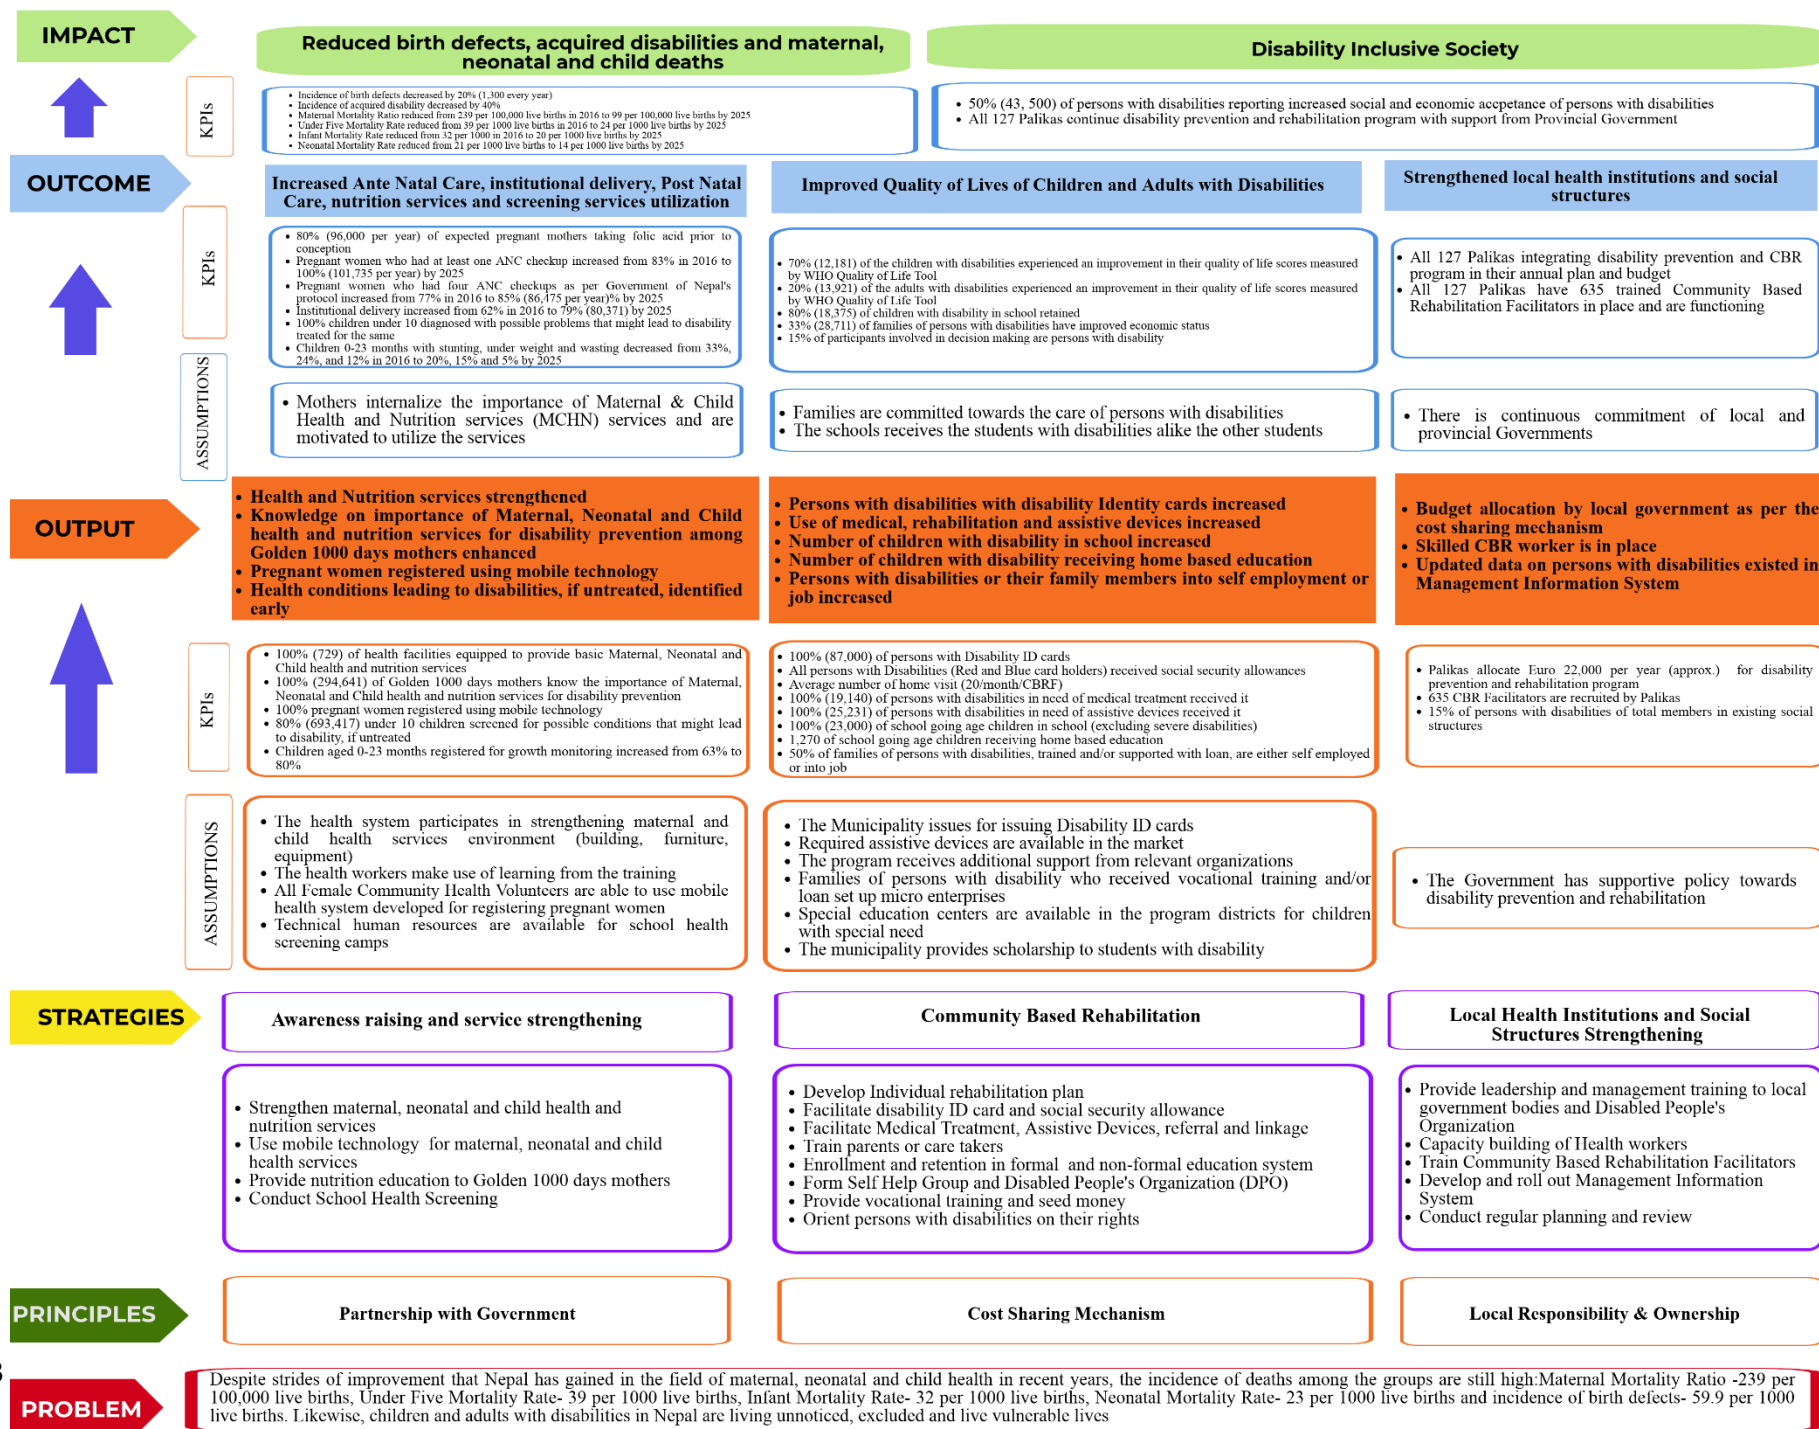 IMPACT
Reduced birth defects, acquired disabilities and maternal,
neonatal and child deaths
Disability Inclusive Society
KPIs
• Incidence of birth defects decreased by 20% (1,300 every year)
• Incidence of acquired disability decreased by 40%
• Maternal Mortality Ratio reduced from 239 per 100,000 live births in 2016 to 99 per 100,000 live births by 2025
• Under Five Mortality Rate reduced from 39 per 1000 live births in 2016 to 24 per 1000 live births by 2025
• Infant Mortality Rate reduced from 32 per 1000 in 2016 to 20 per 1000 live births by 2025
• Neonatal Mortality Rate reduced from 21 per 1000 live births to 14 per 1000 live births by 2025
• 50% (43, 500) of persons with disabilities reporting increased social and economic accpetance of persons with disabilities
• All 127 Palikas continue disability prevention and rehabilitation program with support from Provincial Government
OUTCOME
Increased Ante Natal Care, institutional delivery, Post Natal
Care, nutrition services and screening services utilization
Improved Quality of Lives of Children and Adults with Disabilities
Strengthened local health institutions and social
structures
KPIs
• 80% (96,000 per year) of expected pregnant mothers taking folic acid prior to
conception
• Pregnant women who had at least one ANC checkup increased from 83% in 2016 to
100% (101,735 per year) by 2025
• Pregnant women who had four ANC checkups as per Government of Nepal's
protocol increased from 77% in 2016 to 85% (86,475 per year)% by 2025
• Institutional delivery increased from 62% in 2016 to 79% (80,371) by 2025
• 100% children under 10 diagnosed with possible problems that might lead to disability
treated for the same
• Children 0-23 months with stunting, under weight and wasting decreased from 33%,
24%, and 12% in 2016 to 20%, 15% and 5% by 2025
• 70% (12,181) of the children with disabilities experienced an improvement in their quality of life scores measured
by WHO Quality of Life Tool
• 20% (13,921) of the adults with disabilities experienced an improvement in their quality of life scores measured
by WHO Quality of Life Tool
• 80% (18,375) of children with disability in school retained
• 33% (28,711) of families of persons with disabilities have improved economic status
• 15% of participants involved in decision making are persons with disability
• All 127 Palikas integrating disability prevention and CBR
program in their annual plan and budget
• All 127 Palikas have 635 trained Community Based
Rehabilitation Facilitators in place and are functioning
ASSUMPTIONS
• Mothers internalize the importance of Maternal & Child
Health and Nutrition services (MCHN) services and are
motivated to utilize the services
• Families are committed towards the care of persons with disabilities
• The schools receives the students with disabilities alike the other students
• There is continuous commitment of local and
provincial Governments
OUTPUT
• Health and Nutrition services strengthened
• Knowledge on importance of Maternal, Neonatal and Child
health and nutrition services for disability prevention among
Golden 1000 days mothers enhanced
• Pregnant women registered using mobile technology
• Health conditions leading to disabilities, if untreated, identified
early
• Persons with disabilities with disability Identity cards increased
• Use of medical, rehabilitation and assistive devices increased
• Number of children with disability in school increased
• Number of children with disability receiving home based education
• Persons with disabilities or their family members into self employment or
job increased
• Budget allocation by local government as per the
cost sharing mechanism
• Skilled CBR worker is in place
• Updated data on persons with disabilities existed in
Management Information System
KPIs
• 100% (729) of health facilities equipped to provide basic Maternal, Neonatal and
Child health and nutrition services
• 100% (294,641) of Golden 1000 days mothers know the importance of Maternal,
Neonatal and Child health and nutrition services for disability prevention
• 100% pregnant women registered using mobile technology
• 80% (693,417) under 10 children screened for possible conditions that might lead
to disability, if untreated
• Children aged 0-23 months registered for growth monitoring increased from 63% to
80%
• 100% (87,000) of persons with Disability ID cards
• All persons with Disabilities (Red and Blue card holders) received social security allowances
• Average number of home visit (20/month/CBRF)
• 100% (19,140) of persons with disabilities in need of medical treatment received it
• 100% (25,231) of persons with disabilities in need of assistive devices received it
• 100% (23,000) of school going age children in school (excluding severe disabilities)
• 1,270 of school going age children receiving home based education
• 50% of families of persons with disabilities, trained and/or supported with loan, are either self employed
or into job
• Palikas allocate Euro 22,000 per year (approx.) for disability
prevention and rehabilitation program
• 635 CBR Facilitators are recruited by Palikas
• 15% of persons with disabilities of total members in existing social
structures
ASSUMPTIONS
• The health system participates in strengthening maternal and
child health services environment (building, furniture,
equipment)
• The health workers make use of learning from the training
• All Female Community Health Volunteers are able to use mobile
health system developed for registering pregnant women
• Technical human resources are available for school health
screening camps
• The Municipality issues for issuing Disability ID cards
• Required assistive devices are available in the market
• The program receives additional support from relevant organizations
• Families of persons with disability who received vocational training and/or
loan set up micro enterprises
• Special education centers are available in the program districts for children
with special need
• The municipality provides scholarship to students with disability
• The Government has supportive policy towards
disability prevention and rehabilitation
STRATEGIES
Awareness raising and service strengthening
Community Based Rehabilitation
Local Health Institutions and Social
Structures Strengthening
• Strengthen maternal, neonatal and child health and
nutrition services
• Use mobile technology for maternal, neonatal and child
health services
• Provide nutrition education to Golden 1000 days mothers
• Conduct School Health Screening
• Develop Individual rehabilitation plan
• Facilitate disability ID card and social security allowance
• Facilitate Medical Treatment, Assistive Devices, referral and linkage
• Train parents or care takers
• Enrollment and retention in formal and non-formal education system
• Form Self Help Group and Disabled People's Organization (DPO)
• Provide vocational training and seed money
• Orient persons with disabilities on their rights
• Provide leadership and management training to local
government bodies and Disabled People's
Organization
• Capacity building of Health workers
• Train Community Based Rehabilitation Facilitators
• Develop and roll out Management Information
System
• Conduct regular planning and review
PRINCIPLES
Partnership with Government
Cost Sharing Mechanism
Local Responsibility & Ownership
PROBLEM
Despite strides of improvement that Nepal has gained in the field of maternal, neonatal and child health in recent years, the incidence of deaths among the groups are still high:Maternal Mortality Ratio -239 per
100,000 live births, Under Five Mortality Rate- 39 per 1000 live births, Infant Mortality Rate- 32 per 1000 live births, Neonatal Mortality Rate- 23 per 1000 live births and incidence of birth defects- 59.9 per 1000
live births. Likewise, children and adults with disabilities in Nepal are living unnoticed, excluded and live vulnerable lives